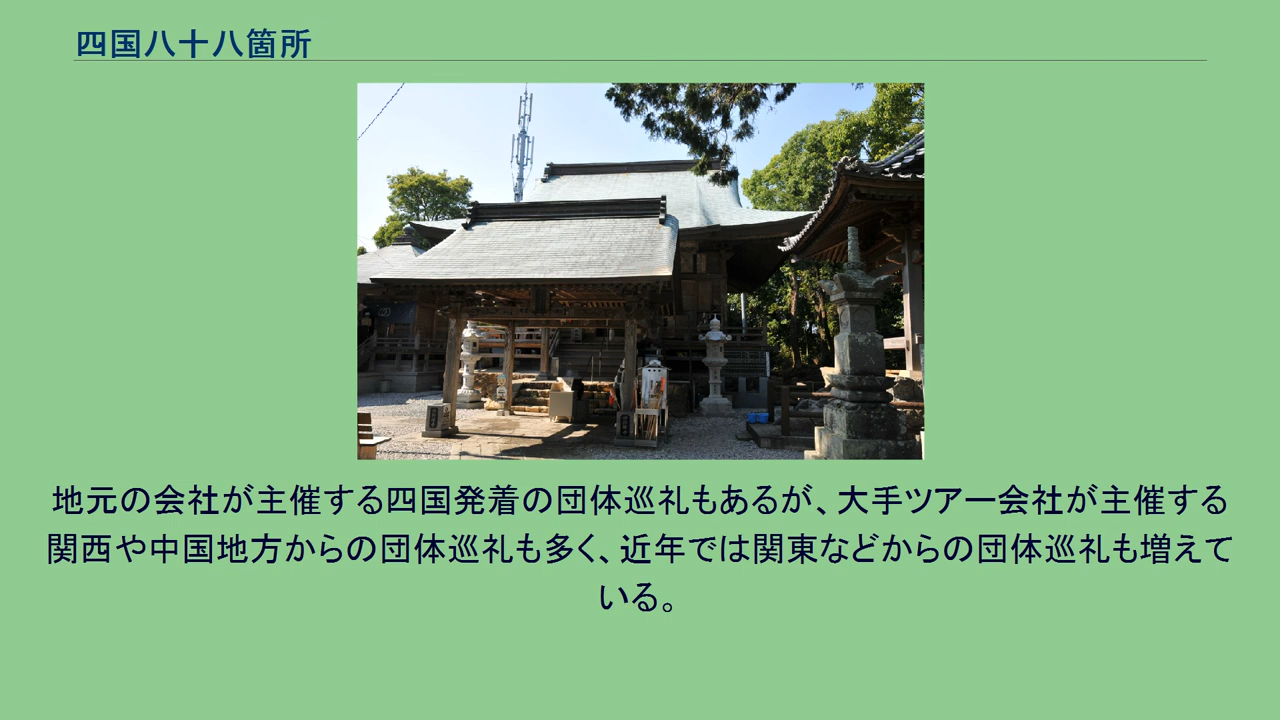 四国八十八箇所
地元の会社が主催する四国発着の団体巡礼もあるが、大手ツアー会社が主催する
関西や中国地方からの団体巡礼も多く、近年では関東などからの団体巡礼も増えて
いる。